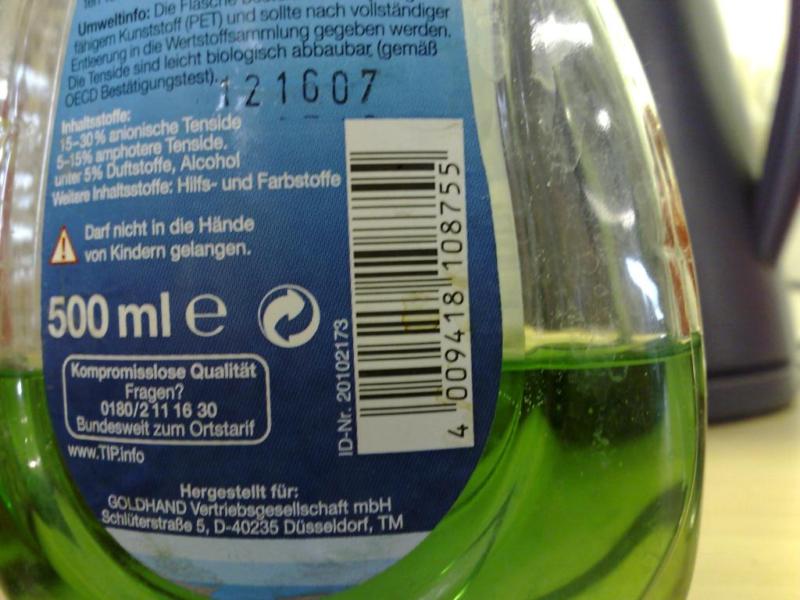 Umweltinfo: Die Flasche
fähigem Kunststoff (PET) und sollte nach vollständiger
Entleerung in die Wertstoffsammlung gegeben werden.
Die Tenside sind leicht biologisch abbaubar, (gemäß
OECD Bestätigungstest).
121607
Inhaltsstoffe:
15-30% anionische Tenside
5-15% amphotere Tenside.
unter 5% Duftstoffe, Alcohol
Weitere Inhaltsstoffe: Hilfs- und Farbstoffe
Darf nicht in die Hände
von Kindern gelangen.
500 ml e
Kompromisslose Qualität
Fragen?
0180/2 11 16 30
Bundesweit zum Ortstarif
www.TIP.info
ID-Nr. 20102173
4 009418 108755
Hergestellt für:
GOLDHAND Vertriebsgesellschaft mbH
Schlüterstraße 5, D-40235 Düsseldorf, TM